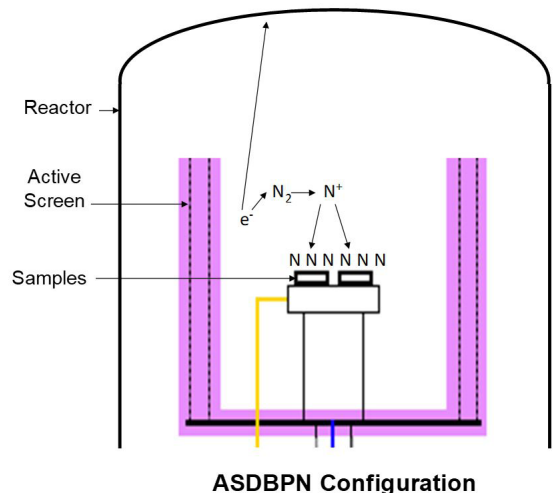 Reactor
Active
Screen
N₂ N⁺
e⁻
N N N N N N
Samples
ASDBPN Configuration